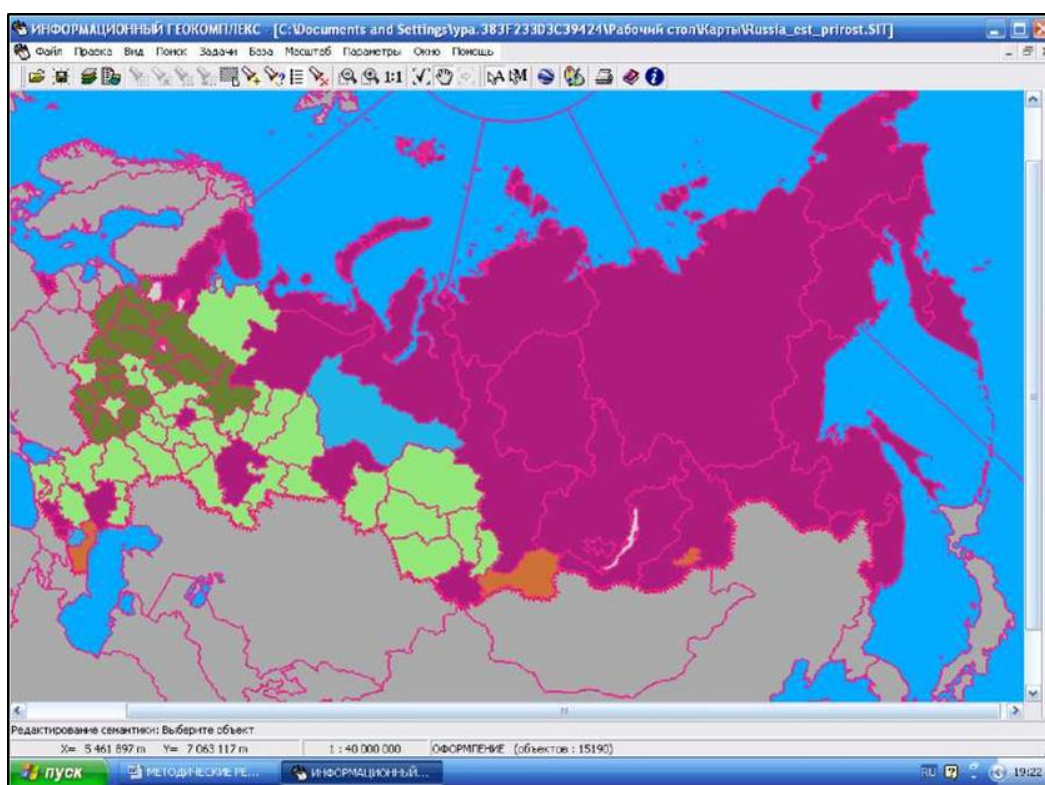 ИНФОРМАЦИОННЫЙ ГЕОКОМПЛЕКС - [C:\Documents and Settings\ypa.383F233D3C39424\Рабочий стол\Карты\Russia_est_prirost.SIT]
Файл Правка Вид Поиск Задачи База Масштаб Параметры Окно Помощь
1:1 A M
Редактирование семантики: Выберите объект
X= 5 461 897 m Y= 7 063 117 m 1 : 40 000 000 ОФОРМЛЕНИЕ (объектов : 15190)
пуск МЕТОДИЧЕСКИЕ РЕ... ИНФОРМАЦИОННЫЙ... RU 19:22